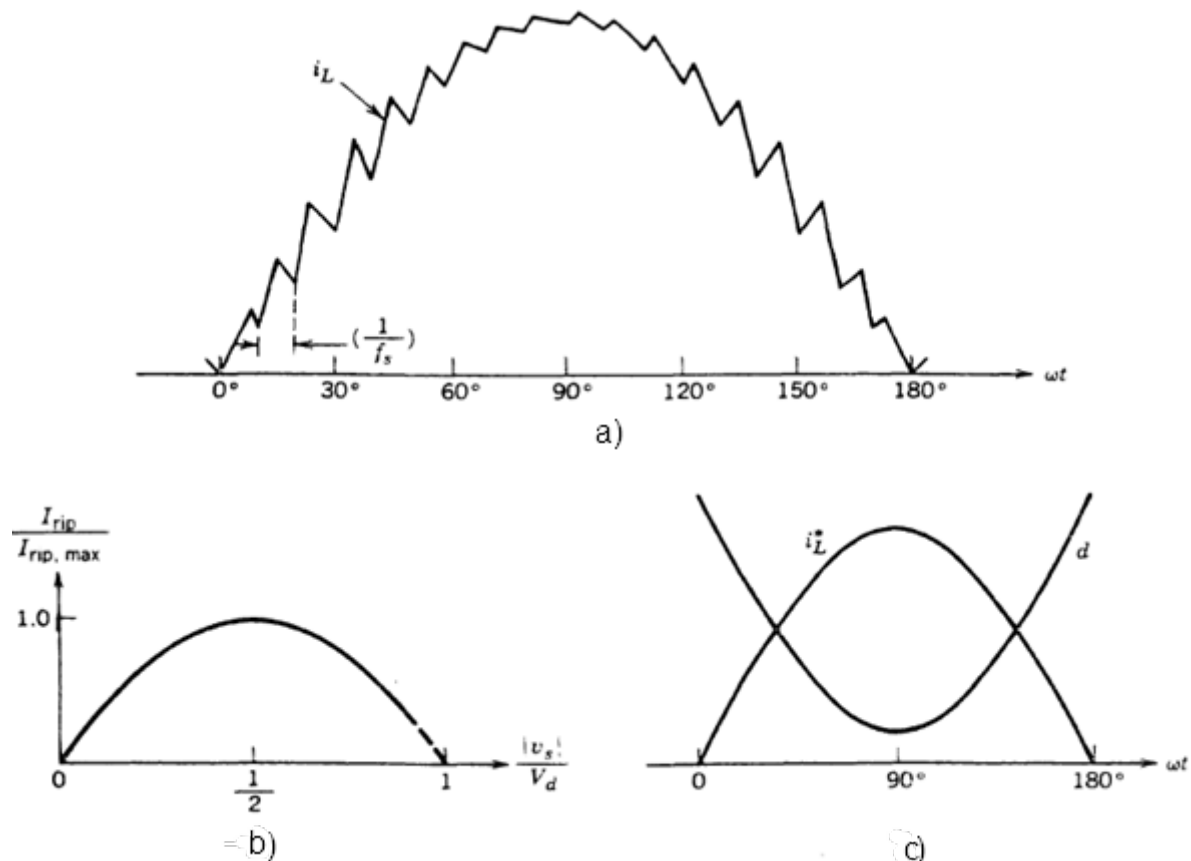 i_L
(1/f_s)
0° 30° 60° 90° 120° 150° 180° ωt
a)
I_rip/I_rip, max
1.0
0 1/2 1 |v_s|/V_d
b)
i_L*
d
0 90° 180° ωt
c)